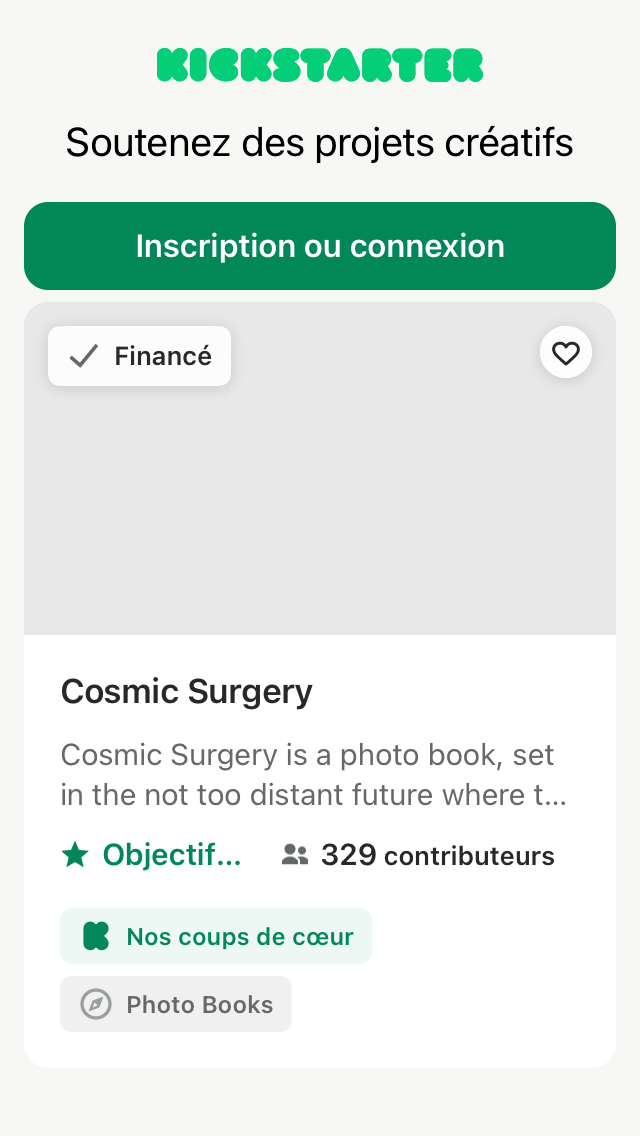 KICKSTARTER
Soutenez des projets créatifs
Inscription ou connexion
Financé
Cosmic Surgery
Cosmic Surgery is a photo book, set
in the not too distant future where t...
Objectif...
329 contributeurs
Nos coups de cœur
Photo Books